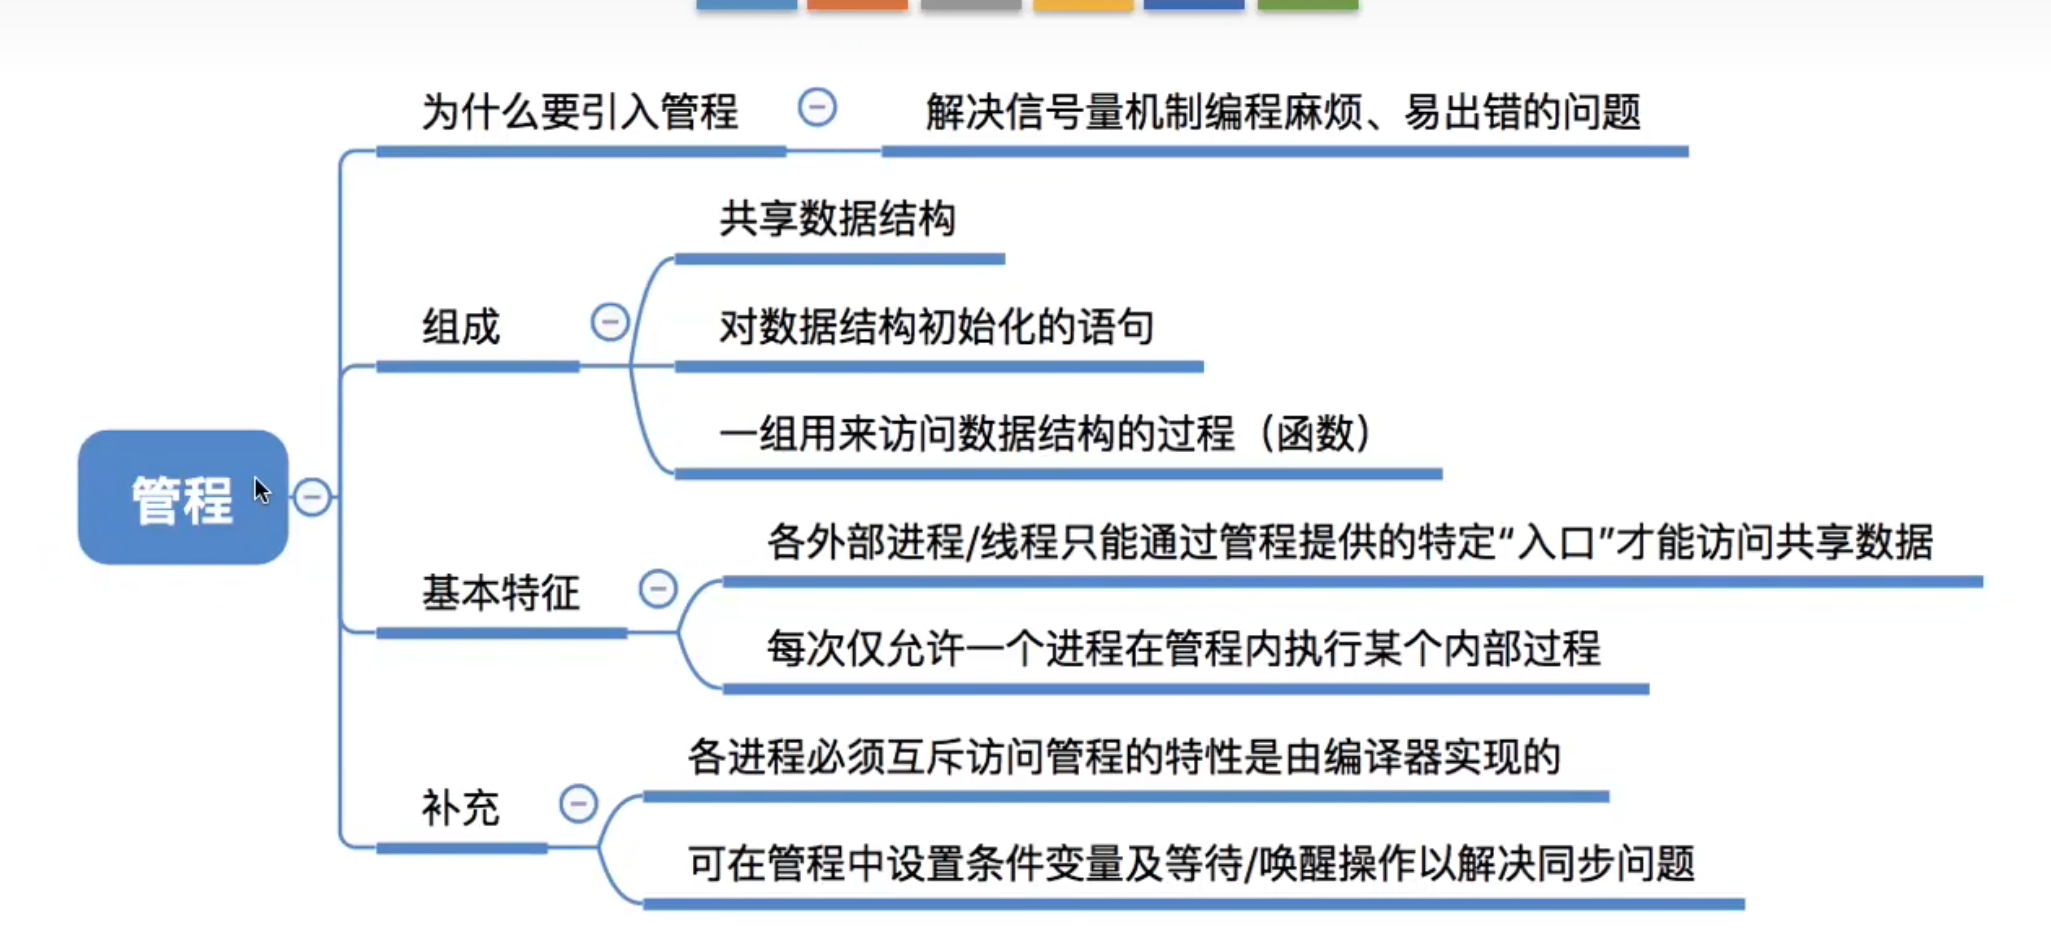 管程
为什么要引入管程
解决信号量机制编程麻烦、易出错的问题
组成
共享数据结构
对数据结构初始化的语句
一组用来访问数据结构的过程（函数）
基本特征
各外部进程/线程只能通过管程提供的特定“入口”才能访问共享数据
每次仅允许一个进程在管程内执行某个内部过程
补充
各进程必须互斥访问管程的特性是由编译器实现的
可在管程中设置条件变量及等待/唤醒操作以解决同步问题